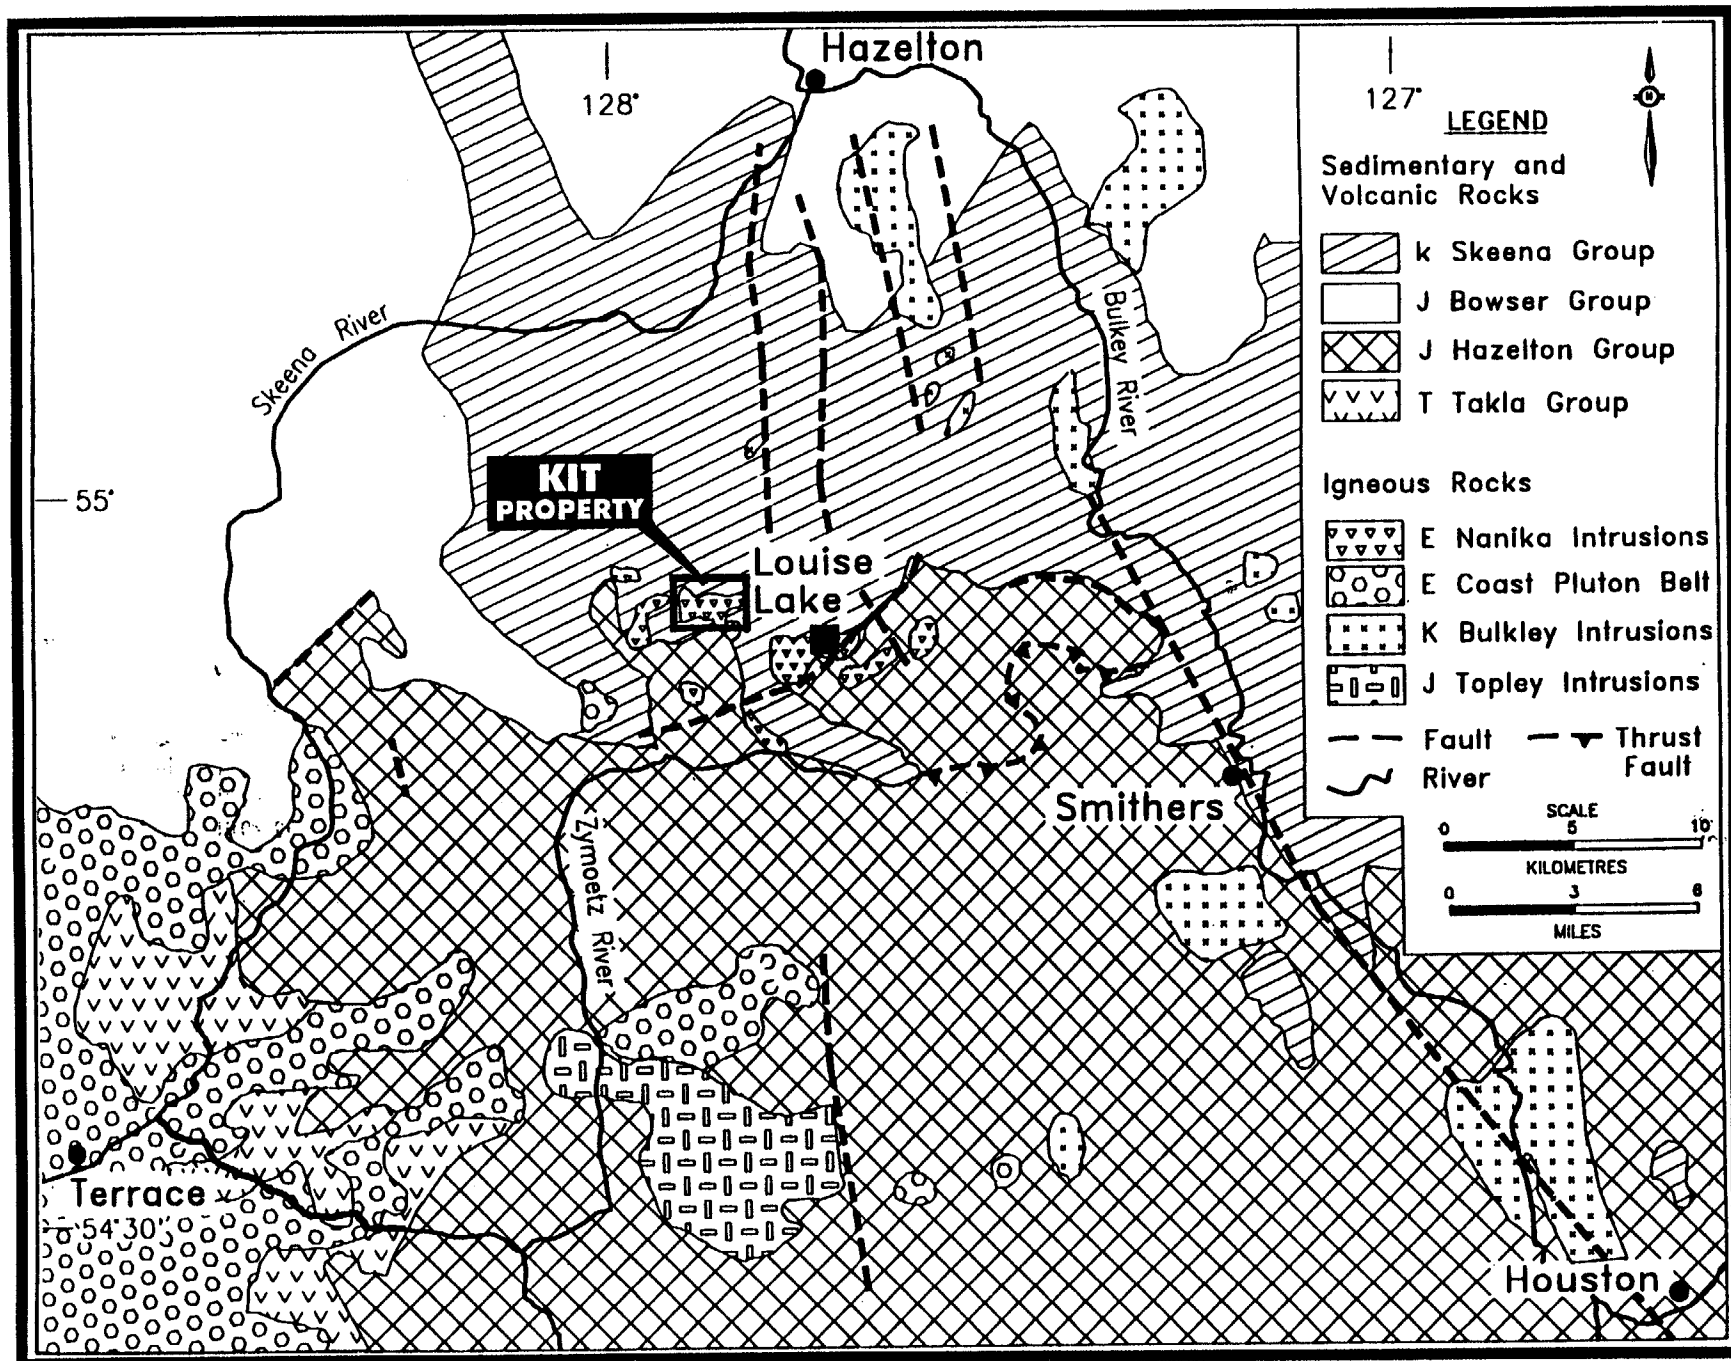 Hazelton
128°
127°
LEGEND
Sedimentary and
Volcanic Rocks
k Skeena Group
J Bowser Group
J Hazelton Group
T Takla Group
Igneous Rocks
E Nanika Intrusions
E Coast Pluton Belt
K Bulkley Intrusions
J Topley Intrusions
Fault
Thrust
Fault
River
SCALE
0 5 10
KILOMETRES
0 3 6
MILES
N
Skeena River
Bulkey River
55°
KIT
PROPERTY
Louise
Lake
Smithers
Zymoetz River
Terrace
54°30'
Houston